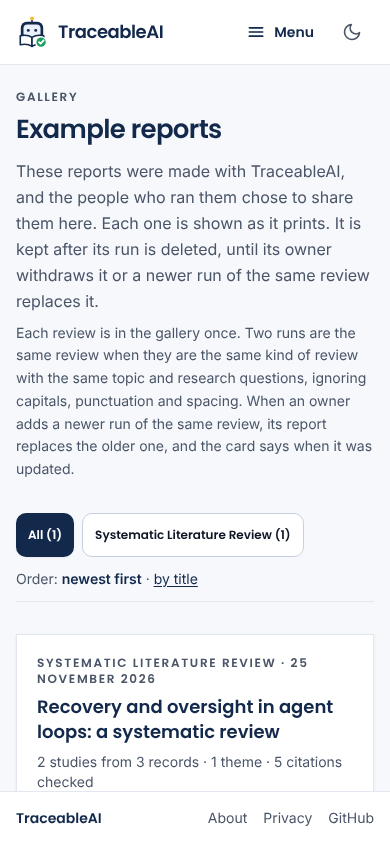 TraceableAI
Menu
GALLERY
Example reports
These reports were made with TraceableAI,
and the people who ran them chose to share
them here. Each one is shown as it prints. It is
kept after its run is deleted, until its owner
withdraws it or a newer run of the same review
replaces it.
Each review is in the gallery once. Two runs are the
same review when they are the same kind of review
with the same topic and research questions, ignoring
capitals, punctuation and spacing. When an owner
adds a newer run of the same review, its report
replaces the older one, and the card says when it was
updated.
All (1)
Systematic Literature Review (1)
Order: newest first · by title
SYSTEMATIC LITERATURE REVIEW · 25
NOVEMBER 2026
Recovery and oversight in agent
loops: a systematic review
2 studies from 3 records · 1 theme · 5 citations
checked
TraceableAI
About
Privacy
GitHub